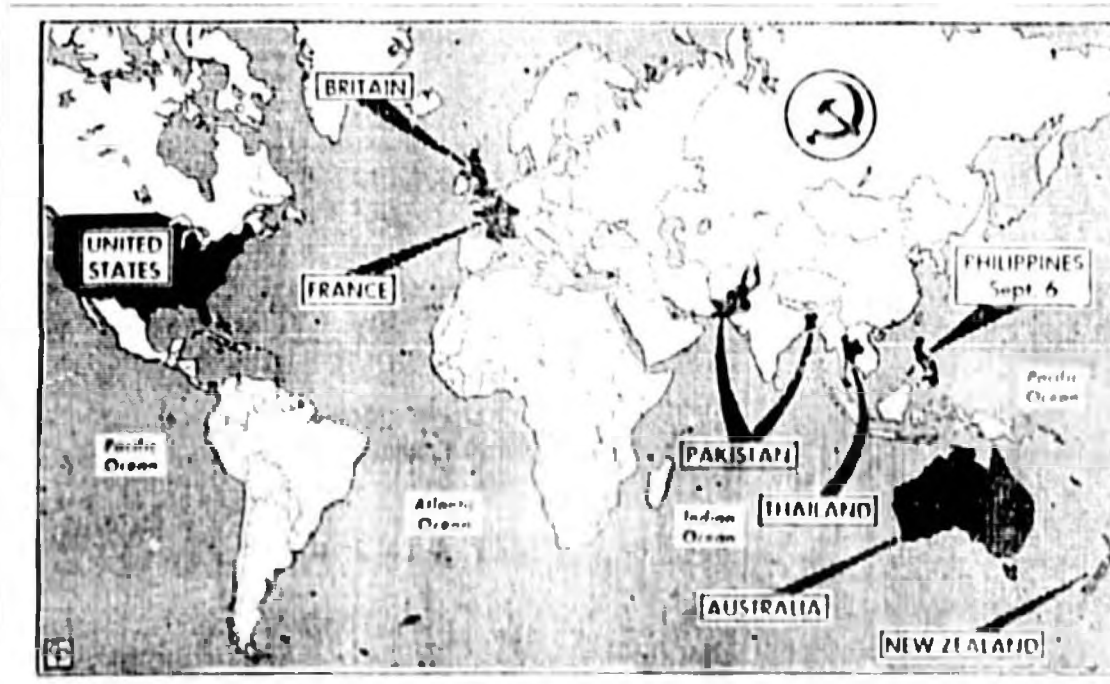 BRITAIN
UNITED
STATES
FRANCE
PHILIPPINES
Sept. 6
Pacific
Ocean
Pacific
Ocean
PAKISTAN
Atlantic
Ocean
Indian
Ocean
THAILAND
AUSTRALIA
NEW ZEALAND